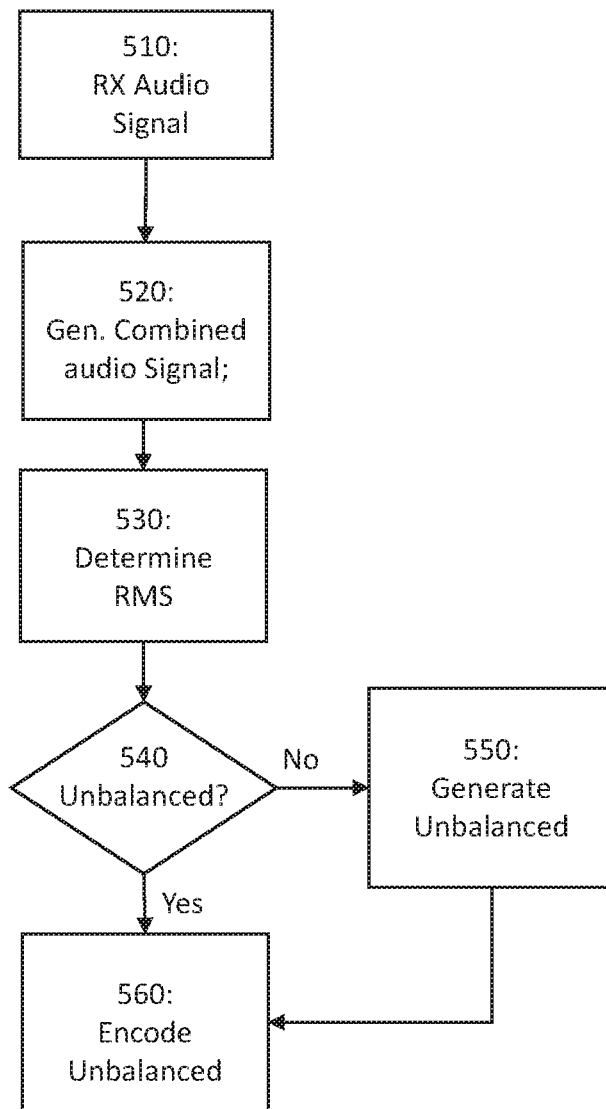 510:
RX Audio
Signal
520:
Gen. Combined
audio Signal;
530:
Determine
RMS
540
Unbalanced?
No
550:
Generate
Unbalanced
Yes
560:
Encode
Unbalanced